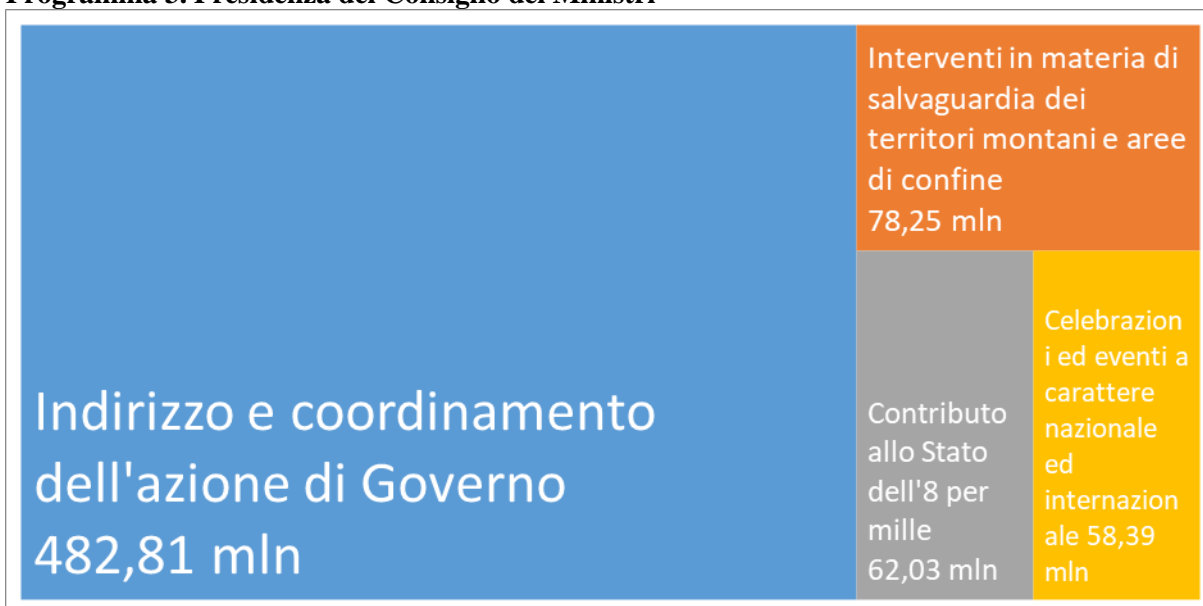 Programma 3. Presidenza del Consiglio dei Ministri
Indirizzo e coordinamento
dell'azione di Governo
482,81 mln
Interventi in materia di
salvaguardia dei
territori montani e aree
di confine
78,25 mln
Contributo
allo Stato
dell'8 per
mille
62,03 mln
Celebrazion
i ed eventi a
carattere
nazionale
ed
internazion
ale 58,39
mln